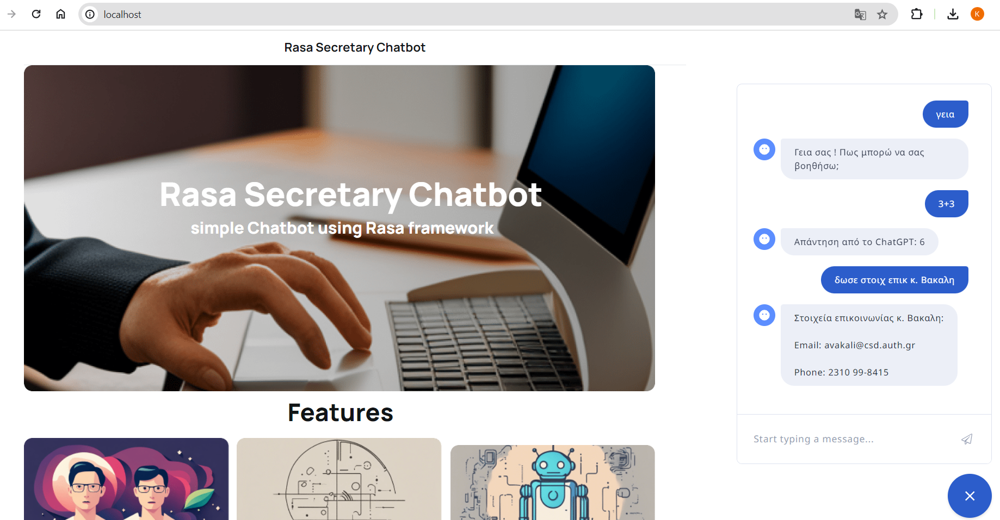 localhost
K
Rasa Secretary Chatbot
Rasa Secretary Chatbot
simple Chatbot using Rasa framework
Features
γεια
Γεια σας ! Πως μπορώ να σας
βοηθήσω;
3+3
Απάντηση από το ChatGPT: 6
δωσε στοιχ επικ κ. Βακαλη
Στοιχεία επικοινωνίας κ. Βακαλη:
Email: avakali@csd.auth.gr
Phone: 2310 99-8415
Start typing a message...